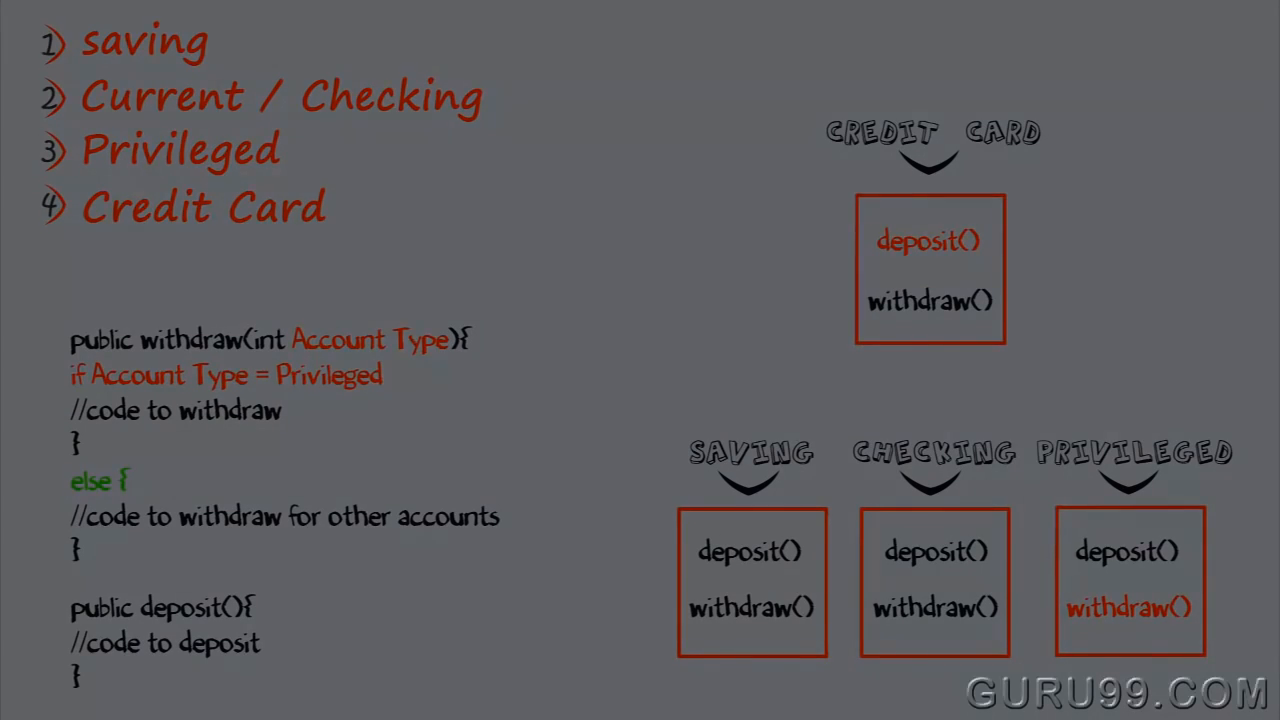 1) saving
2) Current / Checking
3) Privileged
4) Credit Card
public withdraw(int Account Type){
if Account Type = Privileged
//code to withdraw
}
else {
//code to withdraw for other accounts
}
public deposit(){
//code to deposit
}
CREDIT CARD
deposit()
withdraw()
SAVING
deposit()
withdraw()
CHECKING
deposit()
withdraw()
PRIVILEGED
deposit()
withdraw()
GURU99.COM